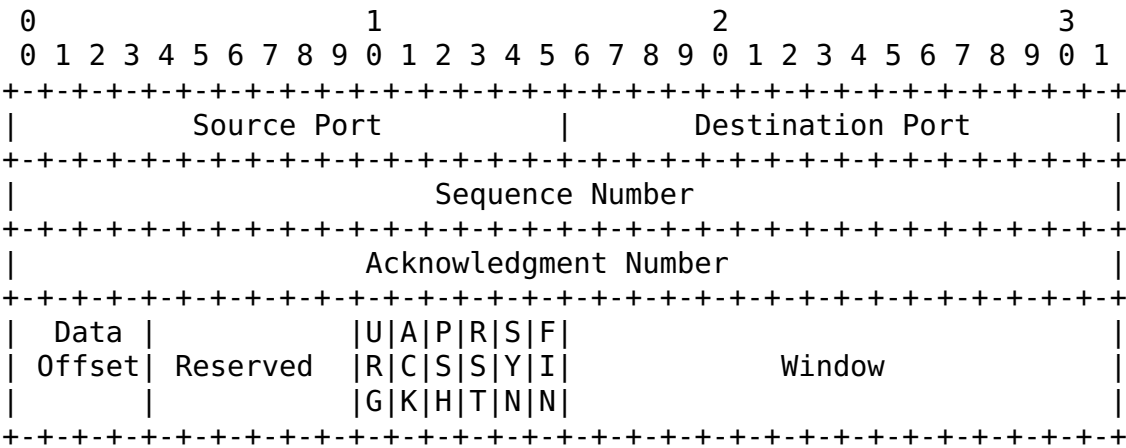 0                   1                   2                   3
 0 1 2 3 4 5 6 7 8 9 0 1 2 3 4 5 6 7 8 9 0 1 2 3 4 5 6 7 8 9 0 1
+-+-+-+-+-+-+-+-+-+-+-+-+-+-+-+-+-+-+-+-+-+-+-+-+-+-+-+-+-+-+-+-+
|          Source Port          |       Destination Port        |
+-+-+-+-+-+-+-+-+-+-+-+-+-+-+-+-+-+-+-+-+-+-+-+-+-+-+-+-+-+-+-+-+
|                        Sequence Number                        |
+-+-+-+-+-+-+-+-+-+-+-+-+-+-+-+-+-+-+-+-+-+-+-+-+-+-+-+-+-+-+-+-+
|                    Acknowledgment Number                      |
+-+-+-+-+-+-+-+-+-+-+-+-+-+-+-+-+-+-+-+-+-+-+-+-+-+-+-+-+-+-+-+-+
|  Data |           |U|A|P|R|S|F|                               |
| Offset| Reserved  |R|C|S|S|Y|I|            Window             |
|       |           |G|K|H|T|N|N|                               |
+-+-+-+-+-+-+-+-+-+-+-+-+-+-+-+-+-+-+-+-+-+-+-+-+-+-+-+-+-+-+-+-+